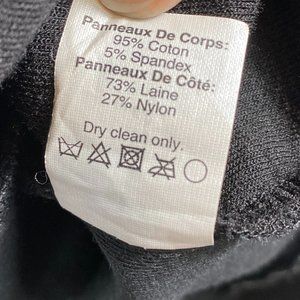 Panneaux De Corps:
95% Coton
5% Spandex
Panneaux De Côté:
73% Laine
27% Nylon
Dry clean only.